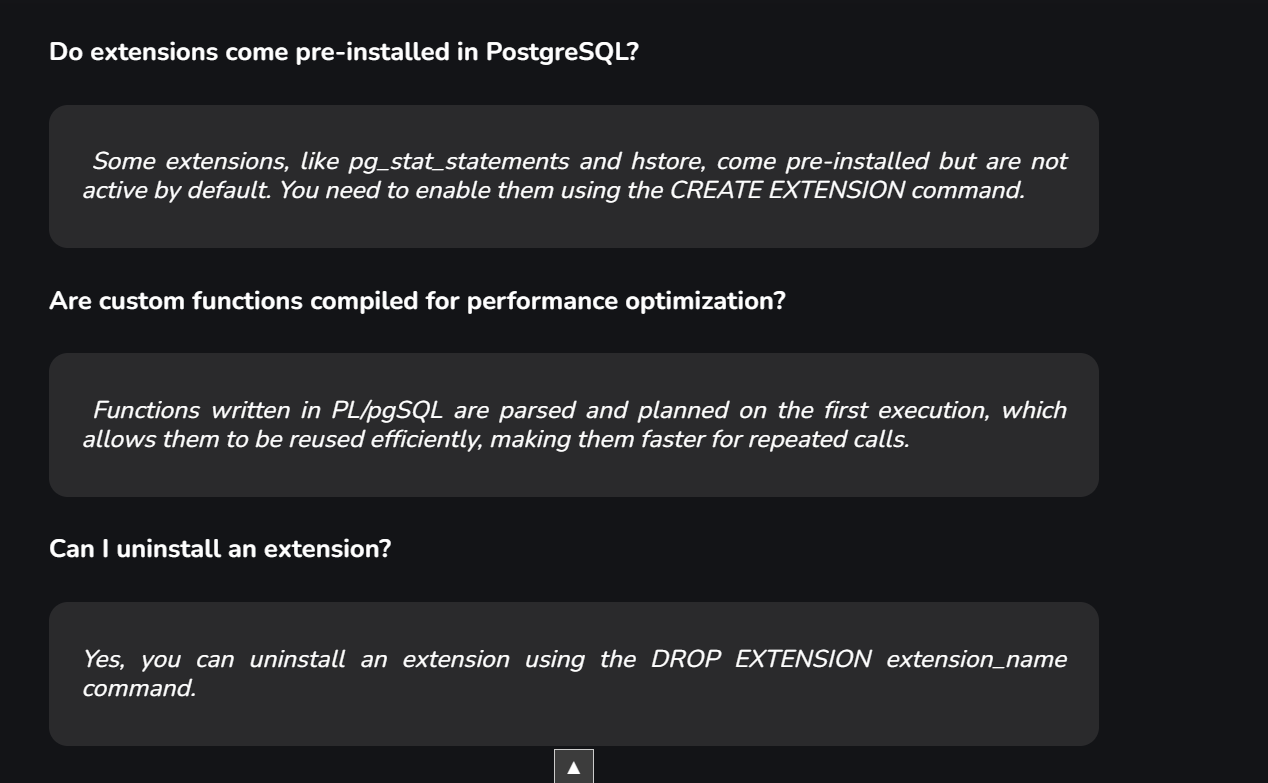 Do extensions come pre-installed in PostgreSQL?
Some extensions, like pg_stat_statements and hstore, come pre-installed but are not
active by default. You need to enable them using the CREATE EXTENSION command.
Are custom functions compiled for performance optimization?
Functions written in PL/pgSQL are parsed and planned on the first execution, which
allows them to be reused efficiently, making them faster for repeated calls.
Can I uninstall an extension?
Yes, you can uninstall an extension using the DROP EXTENSION extension_name
command.